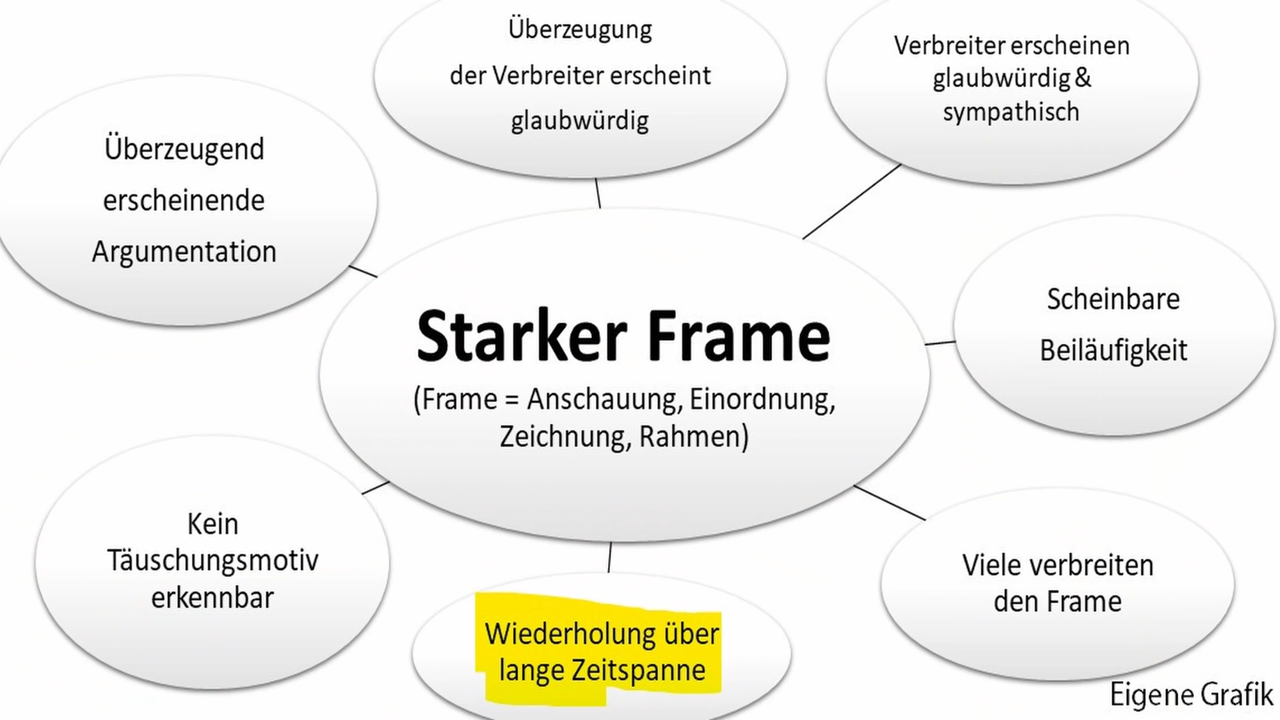 Überzeugung
der Verbreiter erscheint
glaubwürdig
Verbreiter erscheinen
glaubwürdig &
sympathisch
Überzeugend
erscheinende
Argumentation
Scheinbare
Beiläufigkeit
Starker Frame
(Frame = Anschauung, Einordnung,
Zeichnung, Rahmen)
Kein
Täuschungsmotiv
erkennbar
Viele verbreiten
den Frame
Wiederholung über
lange Zeitspanne
Eigene Grafik